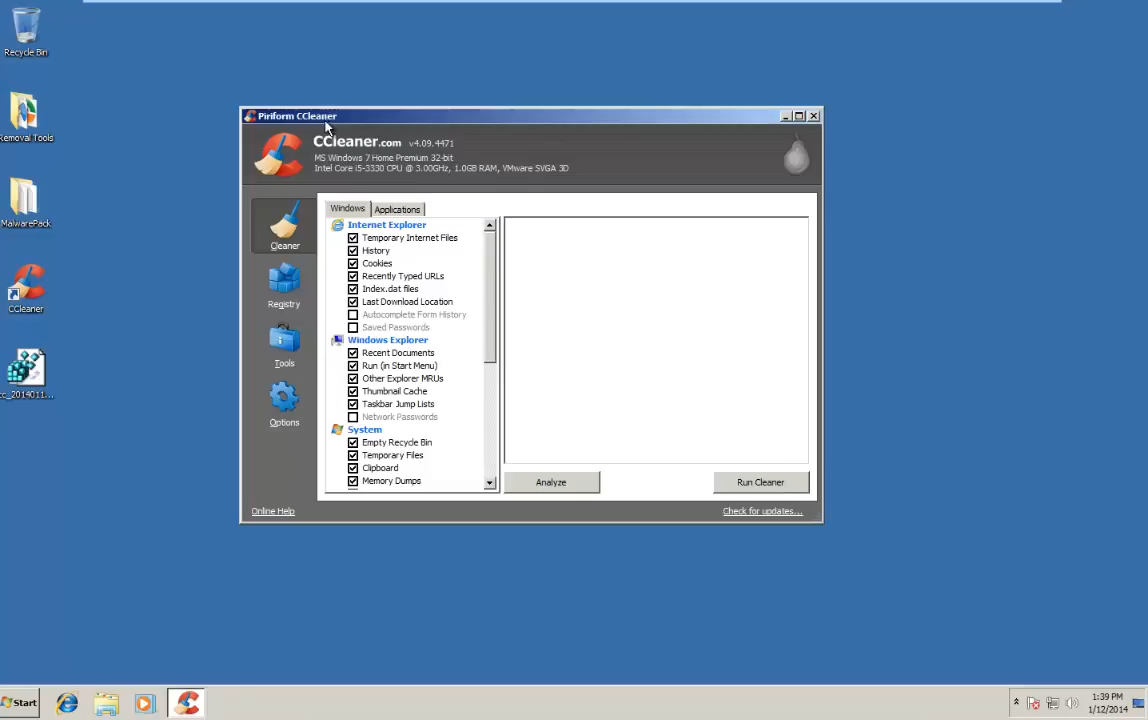 Recycle Bin
Removal Tools
MalwarePack
CCleaner
cc_2014011...
Piriform CCleaner
CCleaner.com v4.09.4471
MS Windows 7 Home Premium 32-bit
Intel Core i5-3330 CPU @ 3.00GHz, 1.0GB RAM, VMware SVGA 3D
Cleaner
Registry
Tools
Options
Windows
Applications
Internet Explorer
Temporary Internet Files
History
Cookies
Recently Typed URLs
Index.dat files
Last Download Location
Autocomplete Form History
Saved Passwords
Windows Explorer
Recent Documents
Run (in Start Menu)
Other Explorer MRUs
Thumbnail Cache
Taskbar Jump Lists
Network Passwords
System
Empty Recycle Bin
Temporary Files
Clipboard
Memory Dumps
Analyze
Run Cleaner
Online Help
Check for updates...
Start
1:39 PM
1/12/2014